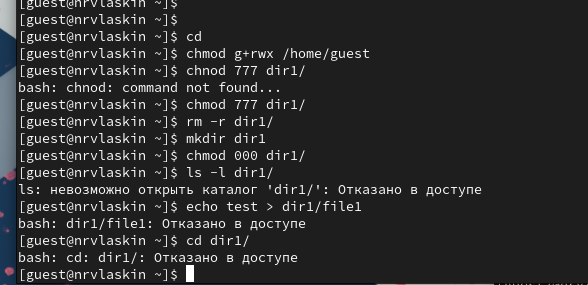 [guest@nrvlaskin ~]$
[guest@nrvlaskin ~]$
[guest@nrvlaskin ~]$ cd
[guest@nrvlaskin ~]$ chmod g+rwx /home/guest
[guest@nrvlaskin ~]$ chnod 777 dir1/
bash: chnod: command not found...
[guest@nrvlaskin ~]$ chmod 777 dir1/
[guest@nrvlaskin ~]$ rm -r dir1/
[guest@nrvlaskin ~]$ mkdir dir1
[guest@nrvlaskin ~]$ chmod 000 dir1/
[guest@nrvlaskin ~]$ ls -l dir1/
ls: невозможно открыть каталог 'dir1/': Отказано в доступе
[guest@nrvlaskin ~]$ echo test > dir1/file1
bash: dir1/file1: Отказано в доступе
[guest@nrvlaskin ~]$ cd dir1/
bash: cd: dir1/: Отказано в доступе
[guest@nrvlaskin ~]$